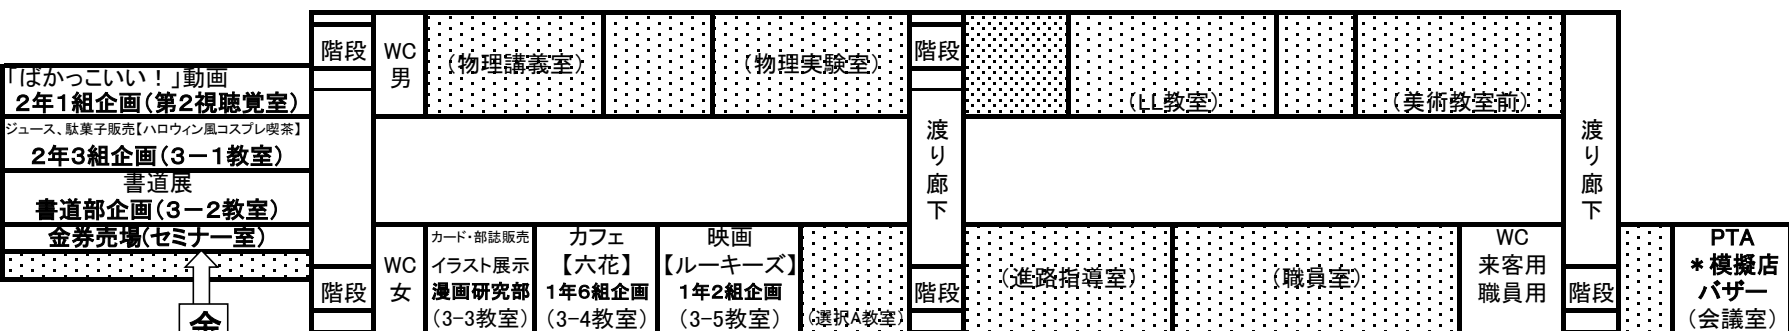 階段
WC
男
(物理講義室)
(物理実験室)
階段
(LL教室)
(美術教室前)
「ばかっこいい！」動画
2年1組企画(第2視聴覚室)
ジュース、駄菓子販売【ハロウィン風コスプレ喫茶】
2年3組企画(3－1教室)
書道展
書道部企画(3－2教室)
金券売場(セミナー室)
金
渡り廊下
渡り廊下
階段
WC
女
カード・部誌販売
イラスト展示
漫画研究部
(3-3教室)
カフェ
【六花】
1年6組企画
(3-4教室)
映画
【ルーキーズ】
1年2組企画
(3-5教室)
(選択A教室)
階段
(進路指導室)
(職員室)
WC
来客用
職員用
階段
PTA
＊模擬店
バザー
(会議室)